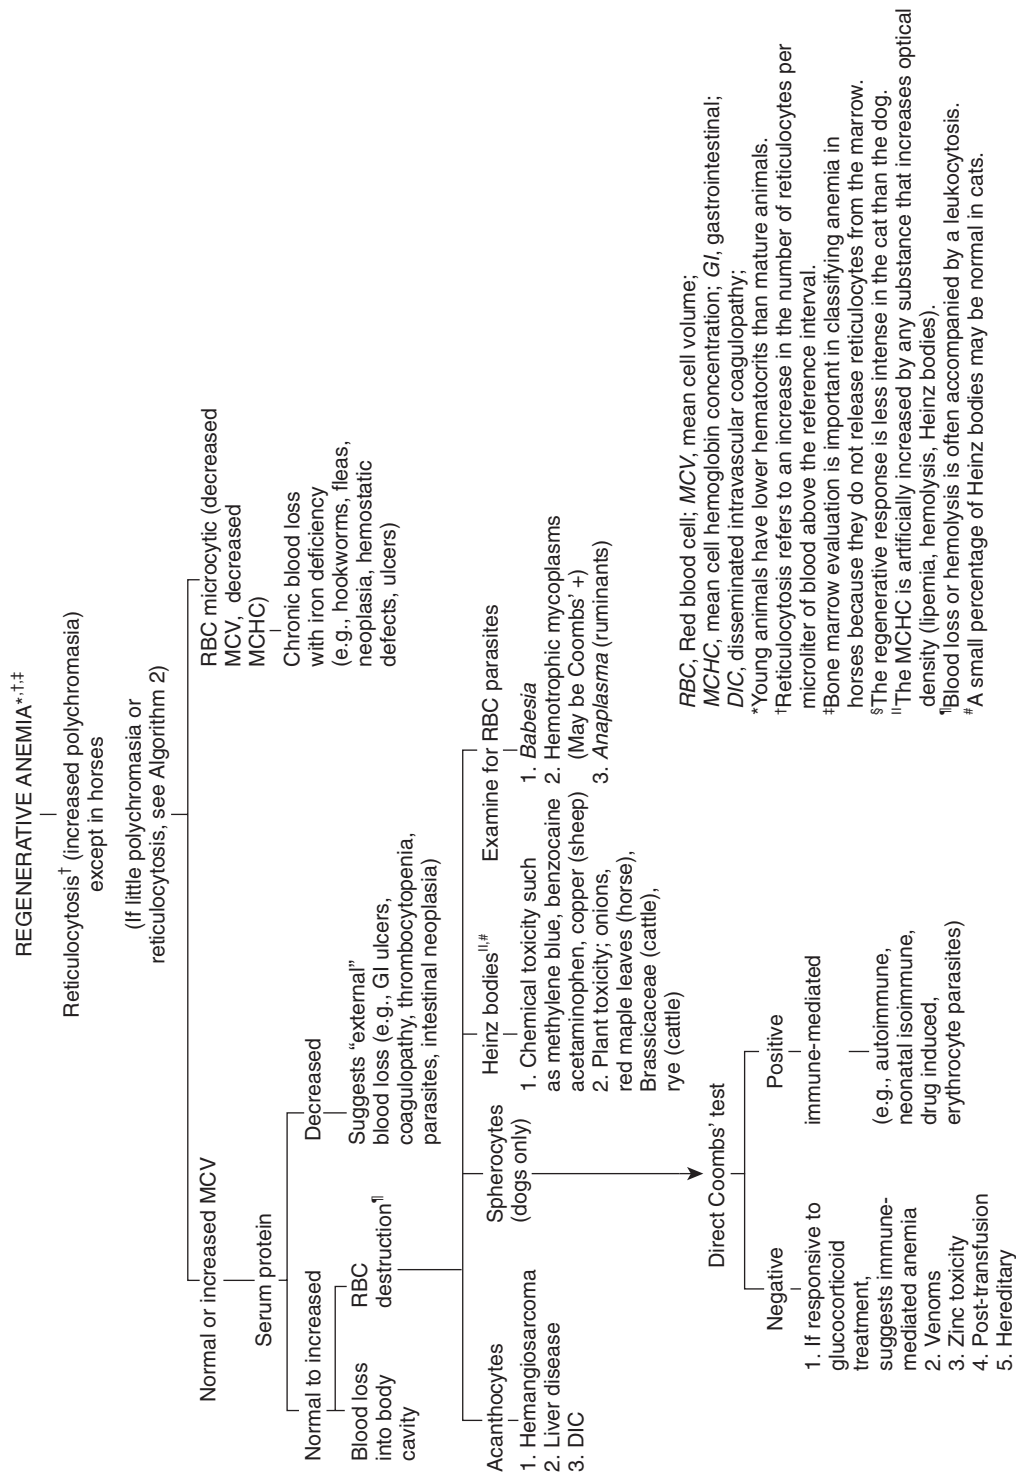 REGENERATIVE ANEMIA*,†,‡
Reticulocytosis† (increased polychromasia)
except in horses
(If little polychromasia or
reticulocytosis, see Algorithm 2)
Normal or increased MCV
Serum protein
Normal to increased
Blood loss
into body
cavity
RBC
destruction¶
Decreased
Suggests “external”
blood loss (e.g., GI ulcers,
coagulopathy, thrombocytopenia,
parasites, intestinal neoplasia)
RBC microcytic (decreased
MCV, decreased
MCHC)
Chronic blood loss
with iron deficiency
(e.g., hookworms, fleas,
neoplasia, hemostatic
defects, ulcers)
Acanthocytes
1. Hemangiosarcoma
2. Liver disease
3. DIC
Spherocytes
(dogs only)
Heinz bodies||,#
1. Chemical toxicity such
as methylene blue, benzocaine
acetaminophen, copper (sheep)
2. Plant toxicity; onions,
red maple leaves (horse),
Brassicaceae (cattle),
rye (cattle)
Examine for RBC parasites
1. Babesia
2. Hemotrophic mycoplasms
(May be Coombs’ +)
3. Anaplasma (ruminants)
Direct Coombs’ test
Negative
1. If responsive to
glucocorticoid
treatment,
suggests immune-
mediated anemia
2. Venoms
3. Zinc toxicity
4. Post-transfusion
5. Hereditary
Positive
immune-mediated
(e.g., autoimmune,
neonatal isoimmune,
drug induced,
erythrocyte parasites)
RBC, Red blood cell; MCV, mean cell volume;
MCHC, mean cell hemoglobin concentration; GI, gastrointestinal;
DIC, disseminated intravascular coagulopathy;
*Young animals have lower hematocrits than mature animals.
†Reticulocytosis refers to an increase in the number of reticulocytes per
microliter of blood above the reference interval.
‡Bone marrow evaluation is important in classifying anemia in
horses because they do not release reticulocytes from the marrow.
§The regenerative response is less intense in the cat than the dog.
||The MCHC is artificially increased by any substance that increases optical
density (lipemia, hemolysis, Heinz bodies).
¶Blood loss or hemolysis is often accompanied by a leukocytosis.
#A small percentage of Heinz bodies may be normal in cats.